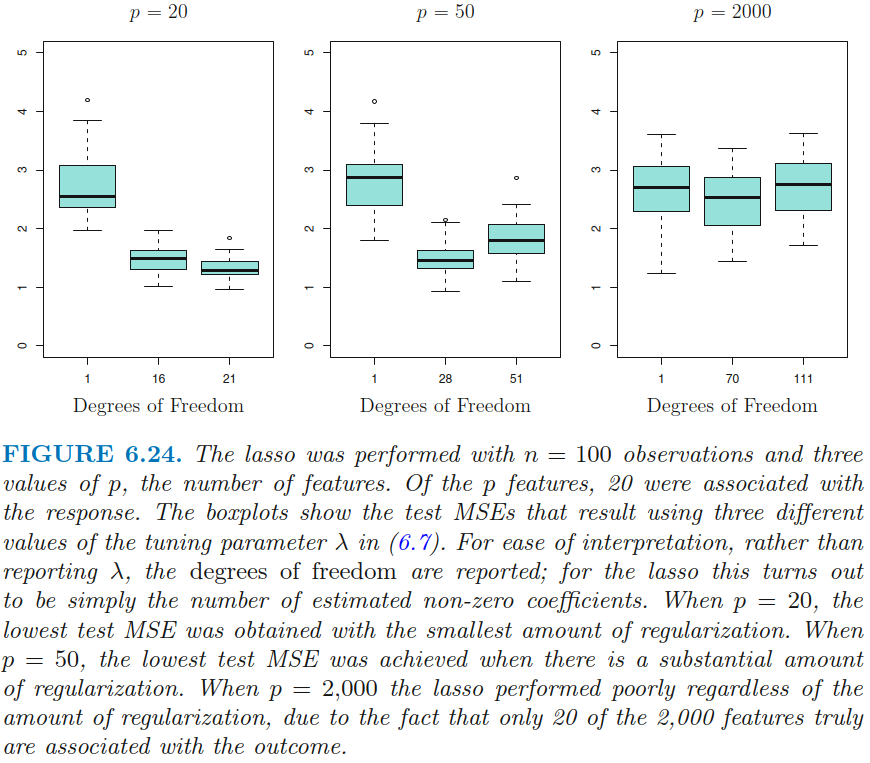 p = 20 p = 50 p = 2000
5 5 5
4 4 4
3 3 3
2 2 2
1 1 1
0 0 0
1 16 21 1 28 51 1 70 111
Degrees of Freedom Degrees of Freedom Degrees of Freedom
FIGURE 6.24. The lasso was performed with n = 100 observations and three
values of p, the number of features. Of the p features, 20 were associated with
the response. The boxplots show the test MSEs that result using three different
values of the tuning parameter λ in (6.7). For ease of interpretation, rather than
reporting λ, the degrees of freedom are reported; for the lasso this turns out
to be simply the number of estimated non-zero coefficients. When p = 20, the
lowest test MSE was obtained with the smallest amount of regularization. When
p = 50, the lowest test MSE was achieved when there is a substantial amount
of regularization. When p = 2,000 the lasso performed poorly regardless of the
amount of regularization, due to the fact that only 20 of the 2,000 features truly
are associated with the outcome.